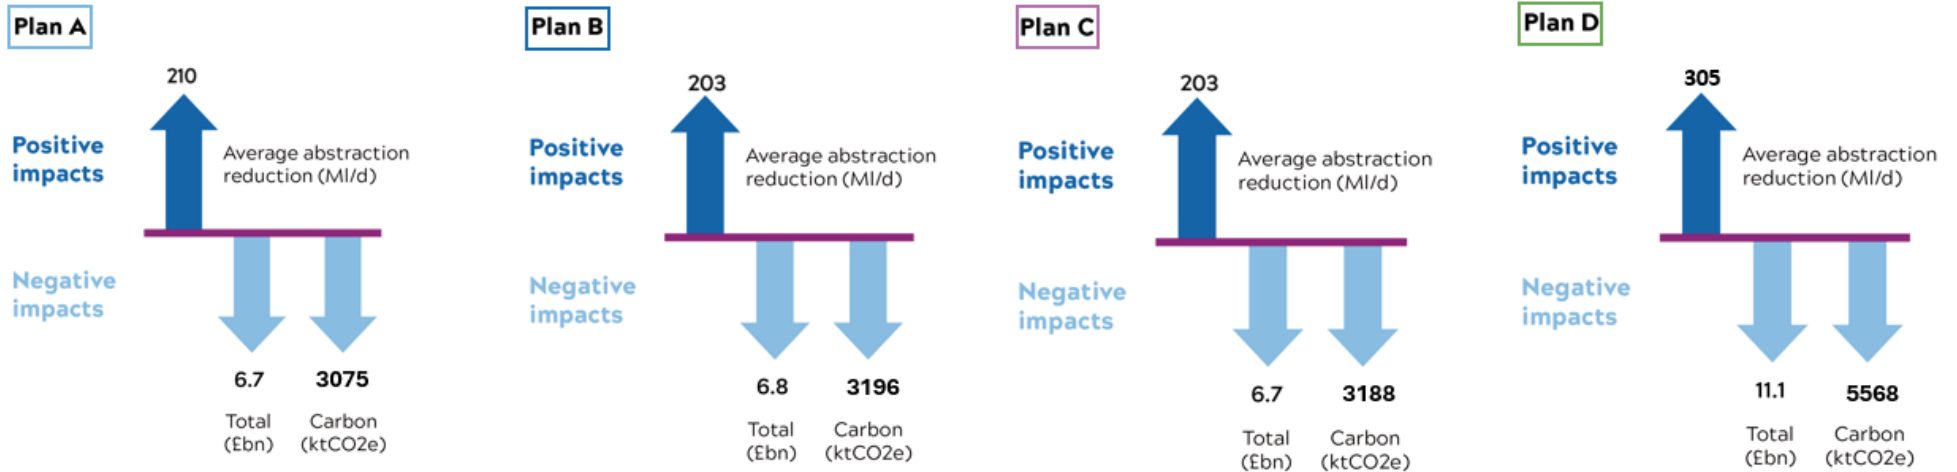 Plan A
210
Positive
impacts
Average abstraction
reduction (Ml/d)
Negative
impacts
6.7
3075
Total
(£bn)
Carbon
(ktCO2e)
Plan B
203
Positive
impacts
Average abstraction
reduction (Ml/d)
Negative
impacts
6.8
3196
Total
(£bn)
Carbon
(ktCO2e)
Plan C
203
Positive
impacts
Average abstraction
reduction (Ml/d)
Negative
impacts
6.7
3188
Total
(£bn)
Carbon
(ktCO2e)
Plan D
305
Positive
impacts
Average abstraction
reduction (Ml/d)
Negative
impacts
11.1
5568
Total
(£bn)
Carbon
(ktCO2e)